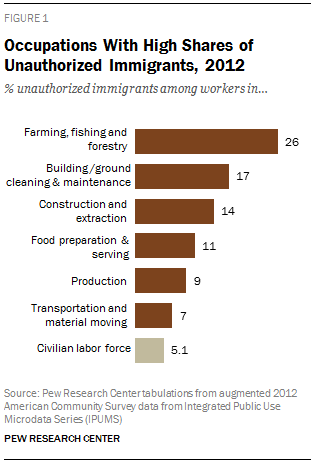 FIGURE 1
Occupations With High Shares of
Unauthorized Immigrants, 2012
% unauthorized immigrants among workers in...
Farming, fishing and
forestry
26
Building/ground
cleaning & maintenance
17
Construction and
extraction
14
Food preparation &
serving
11
Production
9
Transportation and
material moving
7
Civilian labor force
5.1
Source: Pew Research Center tabulations from augmented 2012
American Community Survey data from Integrated Public Use
Microdata Series (IPUMS)
PEW RESEARCH CENTER